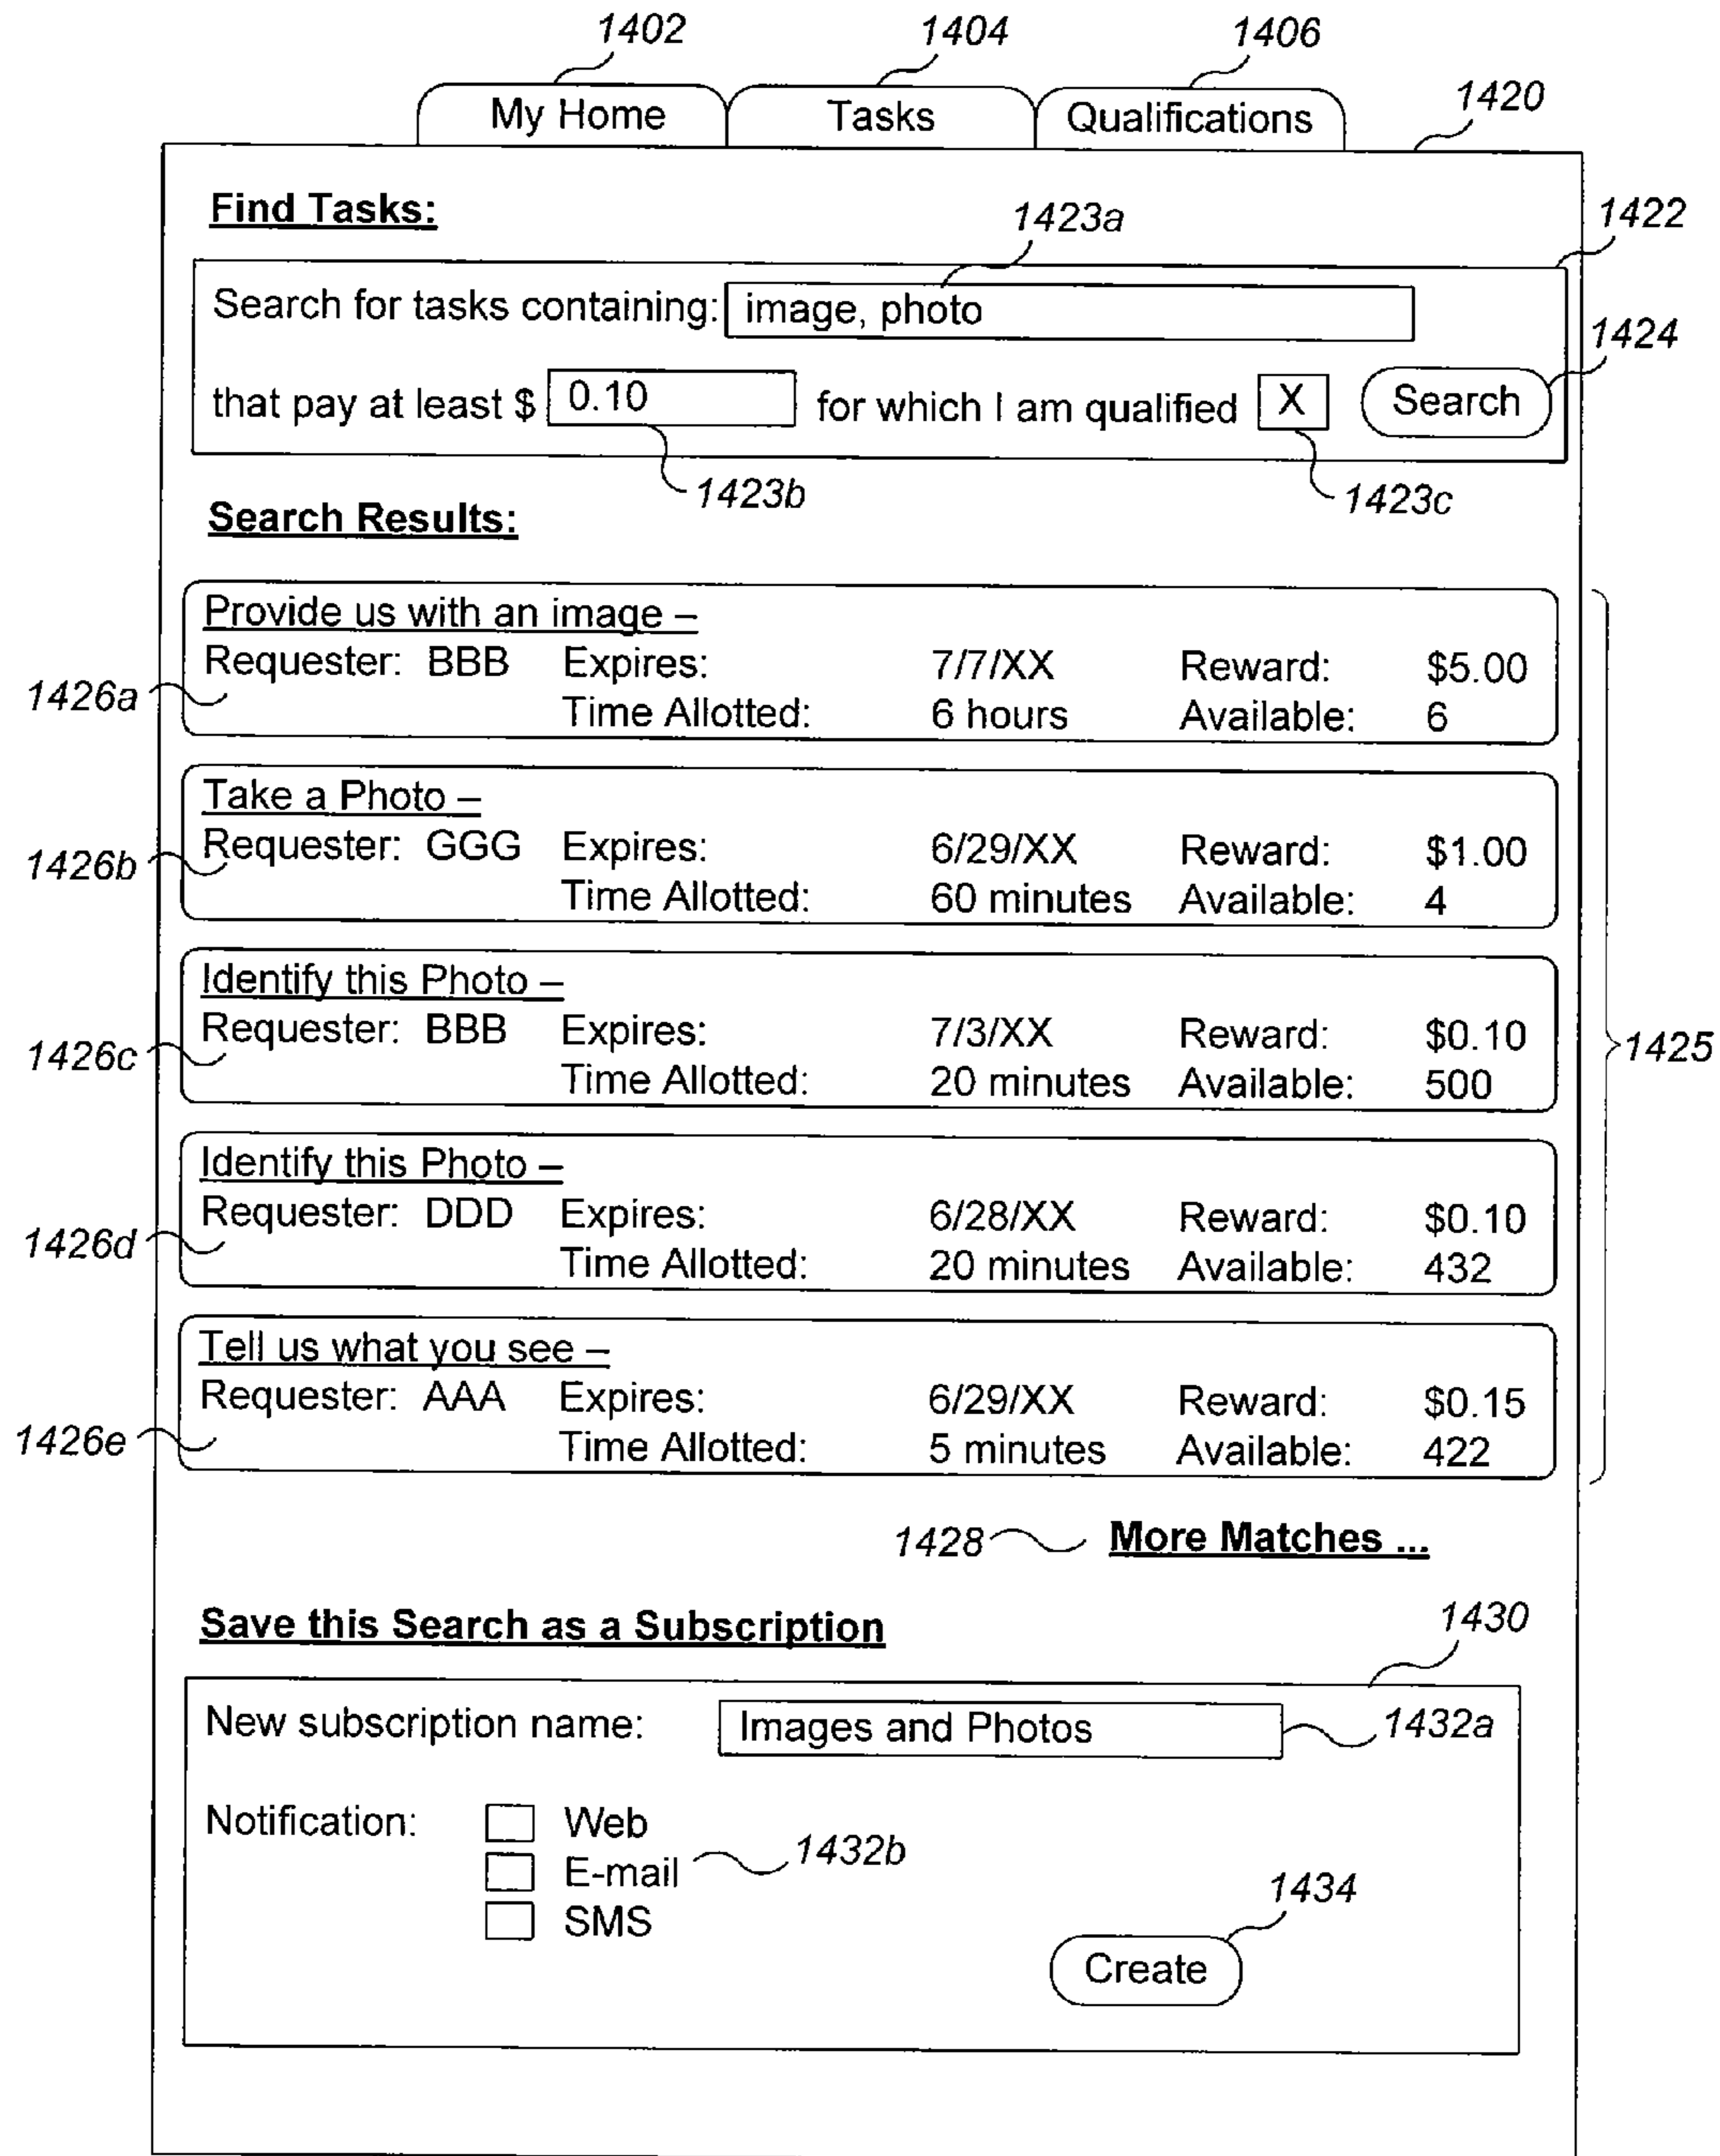 1402 1404 1406
My Home Tasks Qualifications 1420
Find Tasks: 1423a 1422
Search for tasks containing: image, photo
1424
that pay at least $ 0.10 for which I am qualified X Search
1423b 1423c
Search Results:
Provide us with an image –
Requester: BBB Expires: 7/7/XX Reward: $5.00
1426a Time Allotted: 6 hours Available: 6
Take a Photo –
Requester: GGG Expires: 6/29/XX Reward: $1.00
1426b Time Allotted: 60 minutes Available: 4
Identify this Photo –
Requester: BBB Expires: 7/3/XX Reward: $0.10
1426c 1425
Time Allotted: 20 minutes Available: 500
Identify this Photo –
Requester: DDD Expires: 6/28/XX Reward: $0.10
1426d Time Allotted: 20 minutes Available: 432
Tell us what you see –
Requester: AAA Expires: 6/29/XX Reward: $0.15
1426e Time Allotted: 5 minutes Available: 422
1428 More Matches ...
Save this Search as a Subscription 1430
New subscription name: Images and Photos 1432a
Notification: Web
E-mail 1432b
SMS 1434
Create